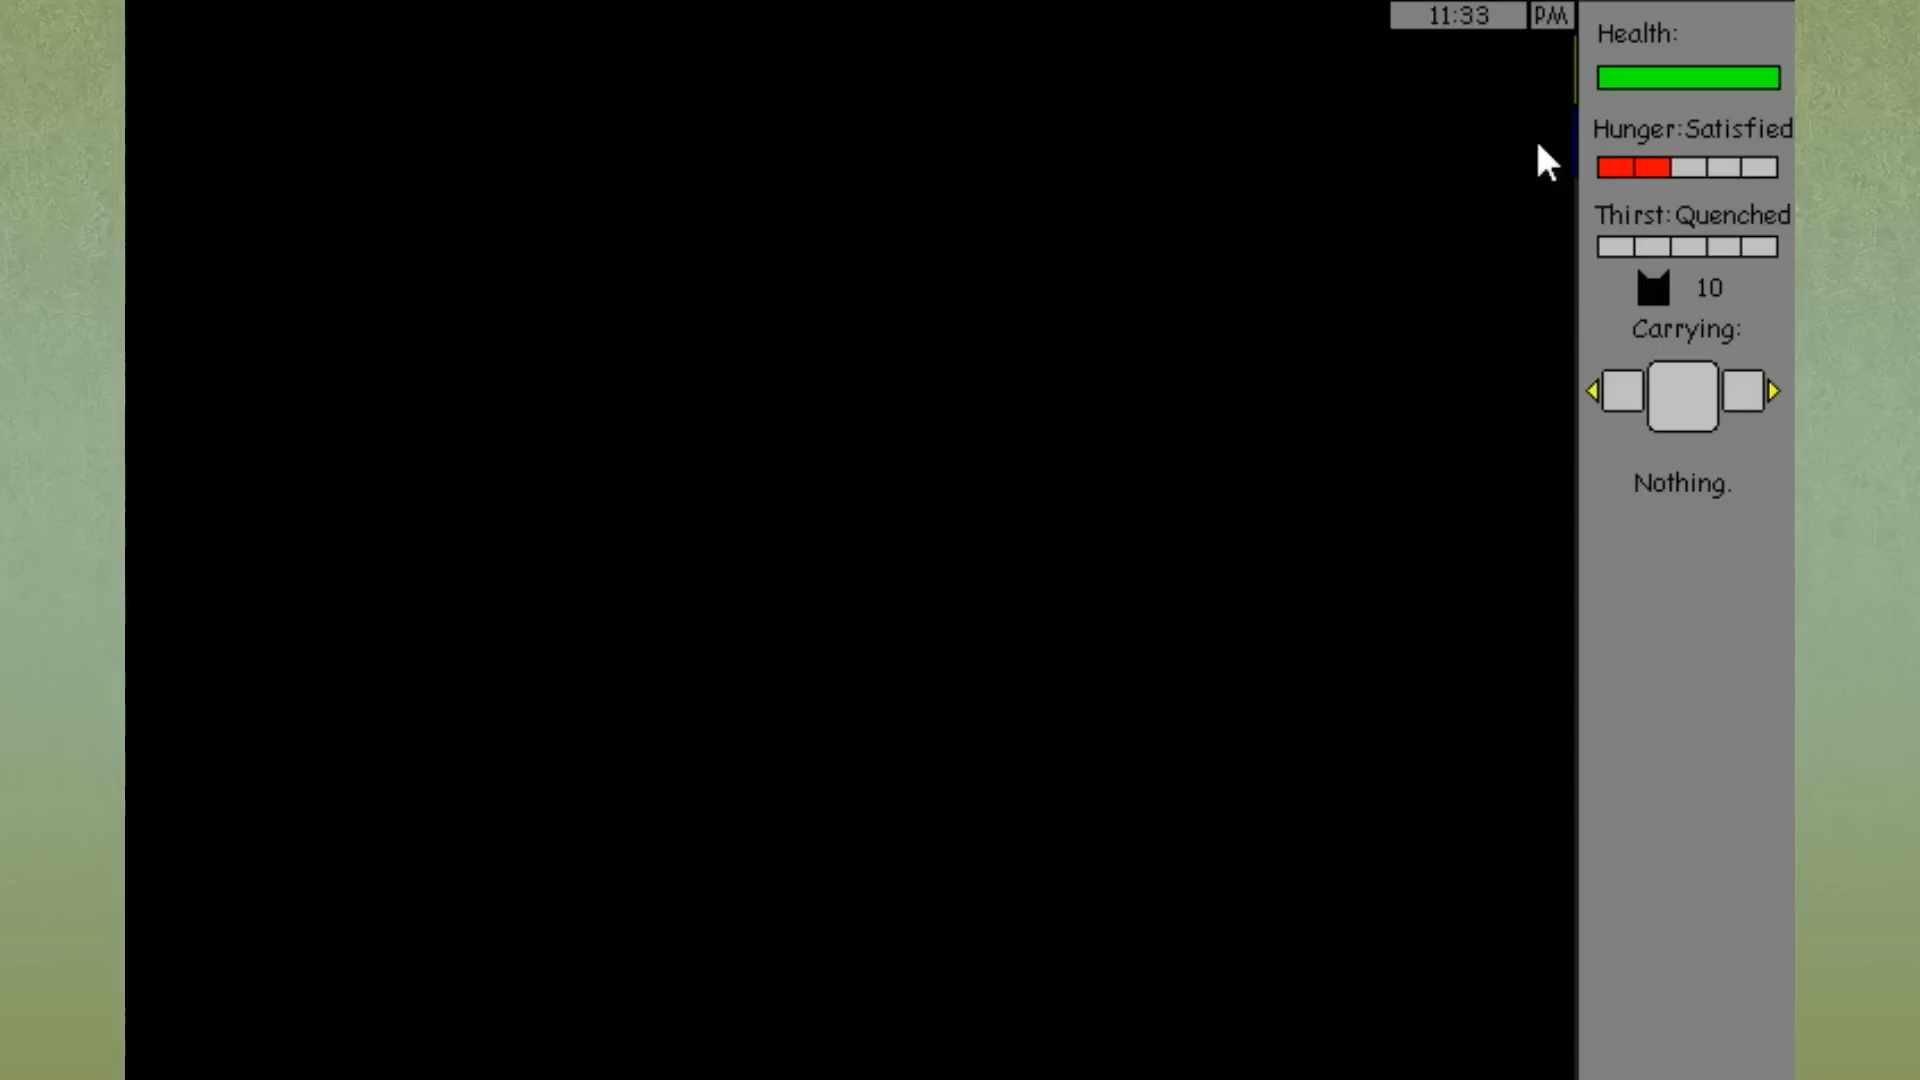 11:33 PM
Health:
Hunger:Satisfied
Thirst:Quenched
10
Carrying:
Nothing.